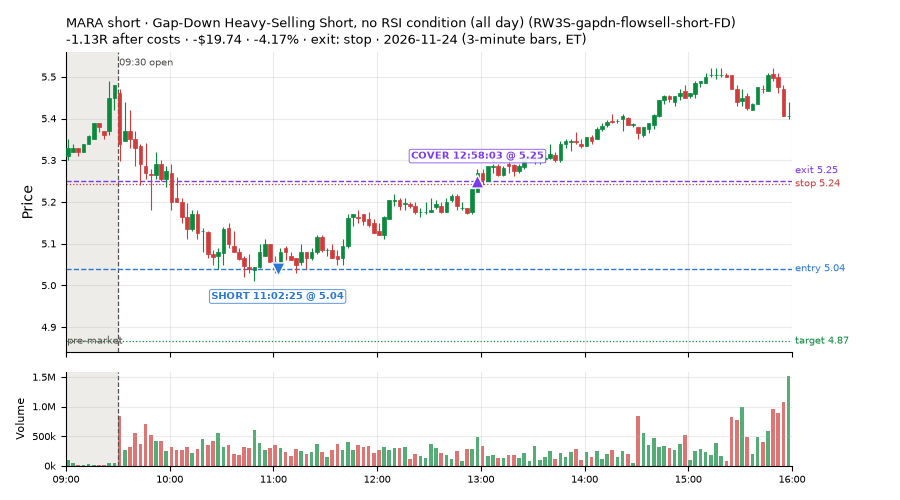 MARA short · Gap-Down Heavy-Selling Short, no RSI condition (all day) (RW3S-gapdn-flowsell-short-FD)
-1.13R after costs · -$19.74 · -4.17% · exit: stop · 2026-11-24 (3-minute bars, ET)
09:30 open
5.5
5.4
5.3
5.2
5.1
5.0
4.9
Price
COVER 12:58:03 @ 5.25
SHORT 11:02:25 @ 5.04
exit 5.25
stop 5.24
entry 5.04
target 4.87
pre-market
1.5M
1.0M
500k
0k
Volume
09:00
10:00
11:00
12:00
13:00
14:00
15:00
16:00